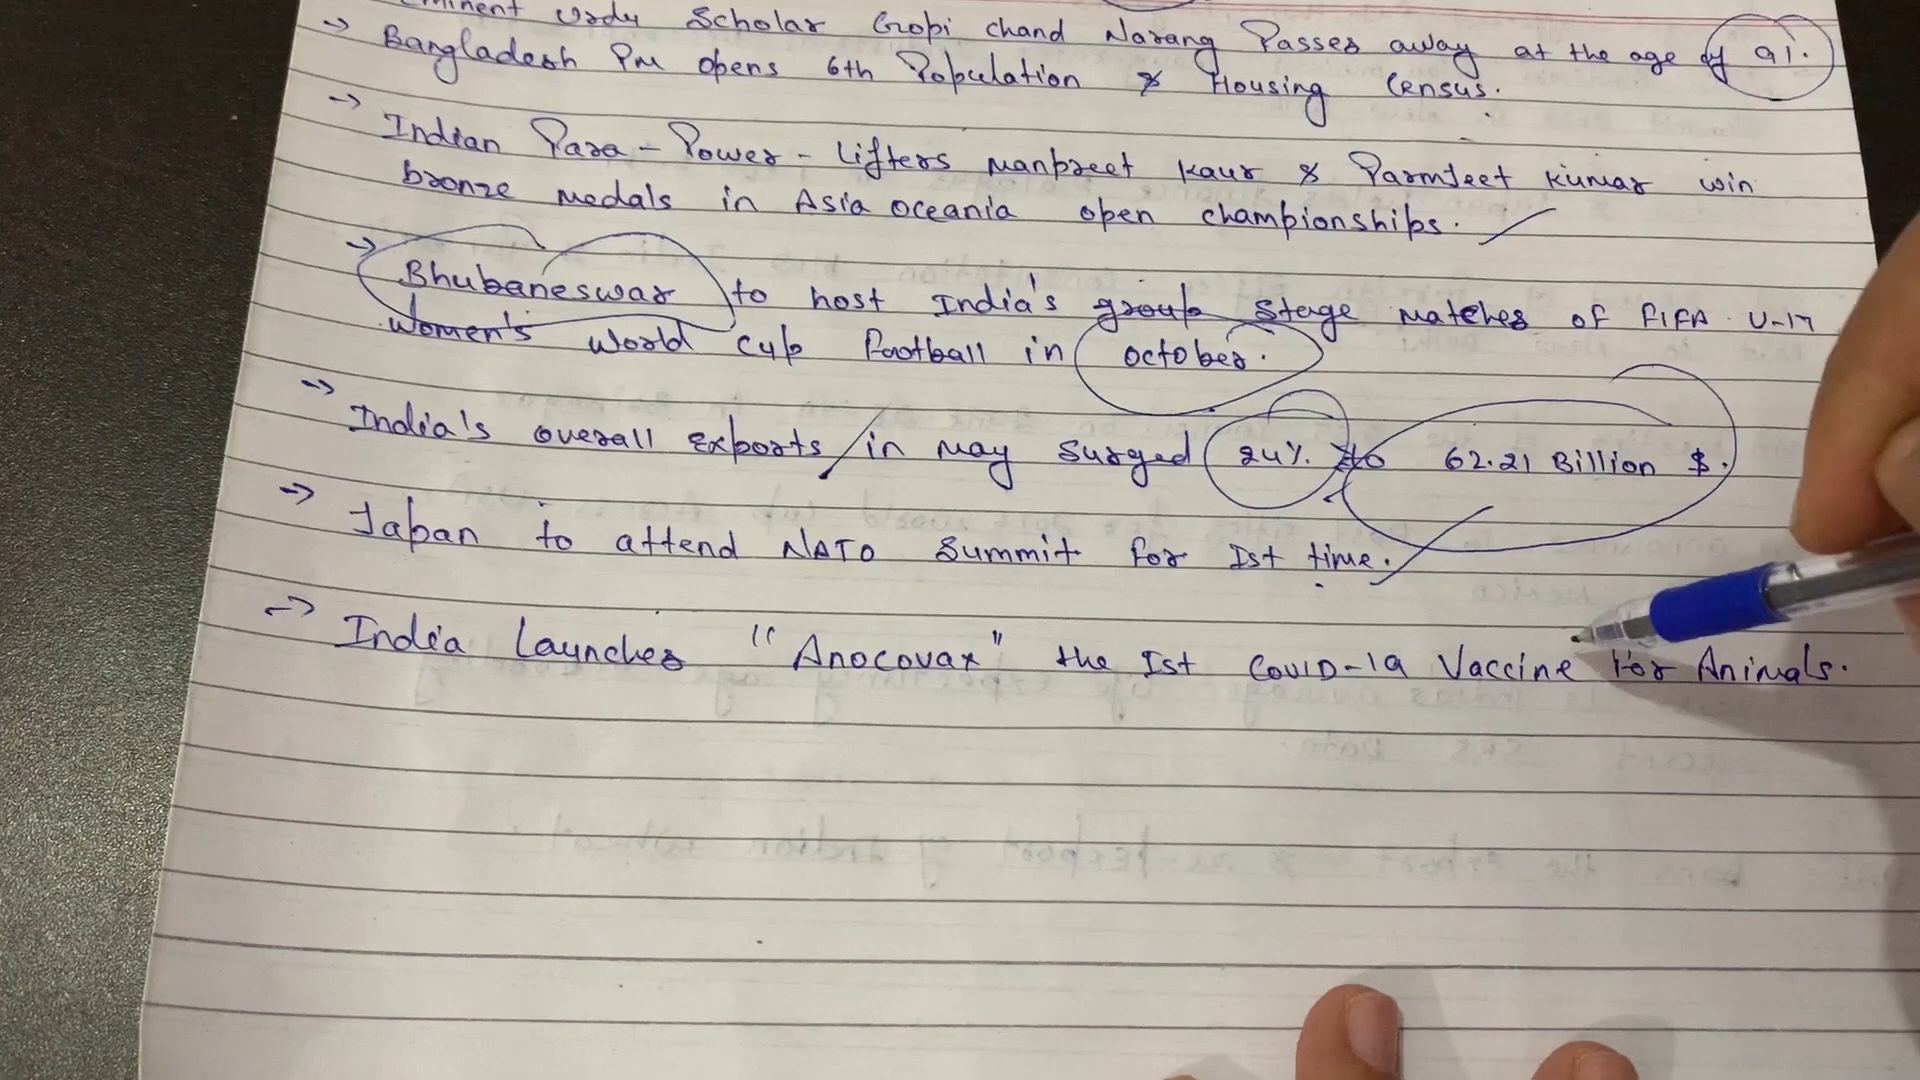 Urdu Scholar Gopi chand Narang Passes away at the age of 91.
→ Bangladesh PM opens 6th Population & Housing Census.
→ Indian Para-Power-lifters Manpreet kaur & Parmjeet kumar win
bronze medals in Asia Oceania open championships.
→ Bhubaneswar to host India's group stage matches of FIFA U-17
Women's World Cup football in October.
→ India's overall exports in may surged 24% to 62.21 Billion $.
→ Japan to attend NATO Summit for Ist time.
→ India Launches "Anocovax" the Ist COVID-19 Vaccine For Animals.